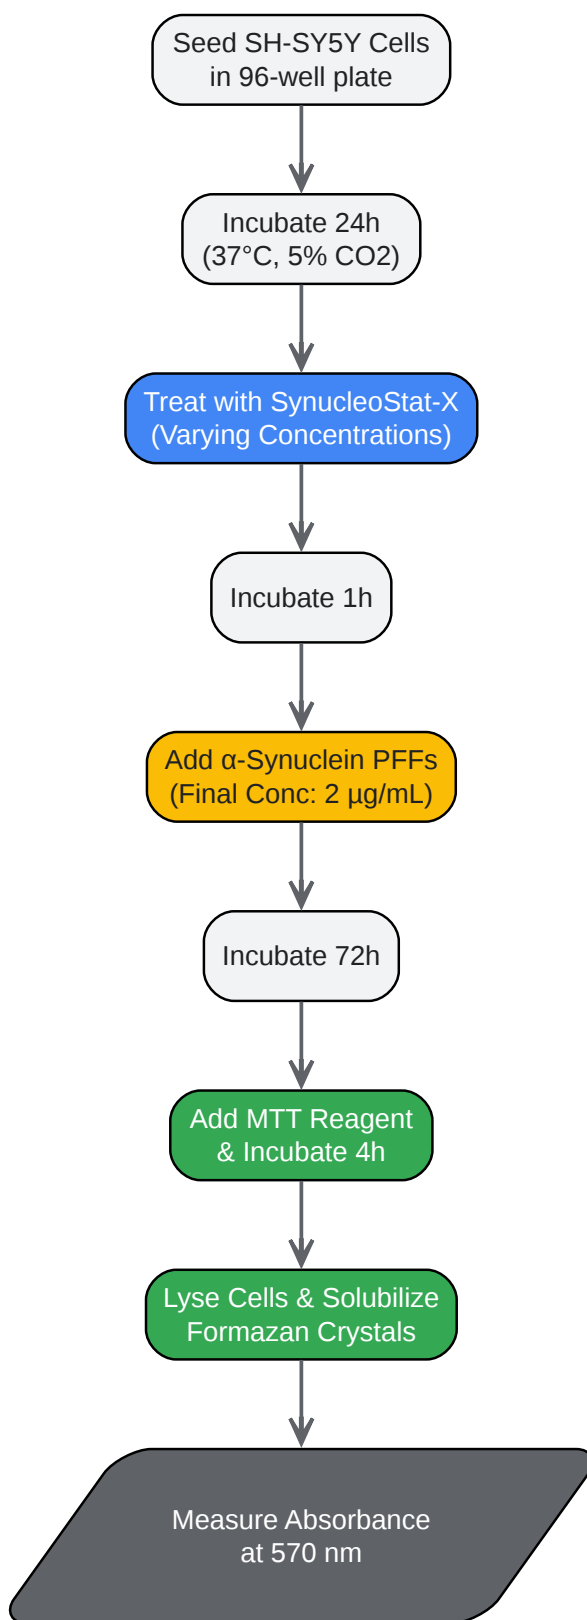 Seed SH-SY5Y Cells
in 96-well plate
Incubate 24h
(37°C, 5% CO2)
Treat with SynucleoStat-X
(Varying Concentrations)
Incubate 1h
Add α-Synuclein PFFs
(Final Conc: 2 µg/mL)
Incubate 72h
Add MTT Reagent
& Incubate 4h
Lyse Cells & Solubilize
Formazan Crystals
Measure Absorbance
at 570 nm